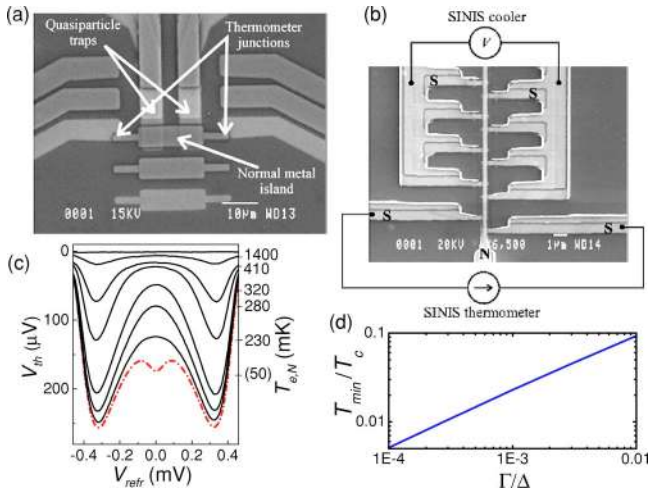 (a)
Quasiparticle
traps
Thermometer
junctions
Normal metal
island
0001 15KV 10μm WD13
(b)
SINIS cooler
V
S S
S S
N
0001 20KV X6,500 1μm WD14
SINIS thermometer
(c)
0
100
200
V_th (μV)
-0.4 -0.2 0.0 0.2 0.4
V_refr (mV)
1400
410
320
280
230
(50)
T_e,N (mK)
(d)
0.1
0.01
T_min/T_c
1E-4 1E-3 0.01
Γ/Δ